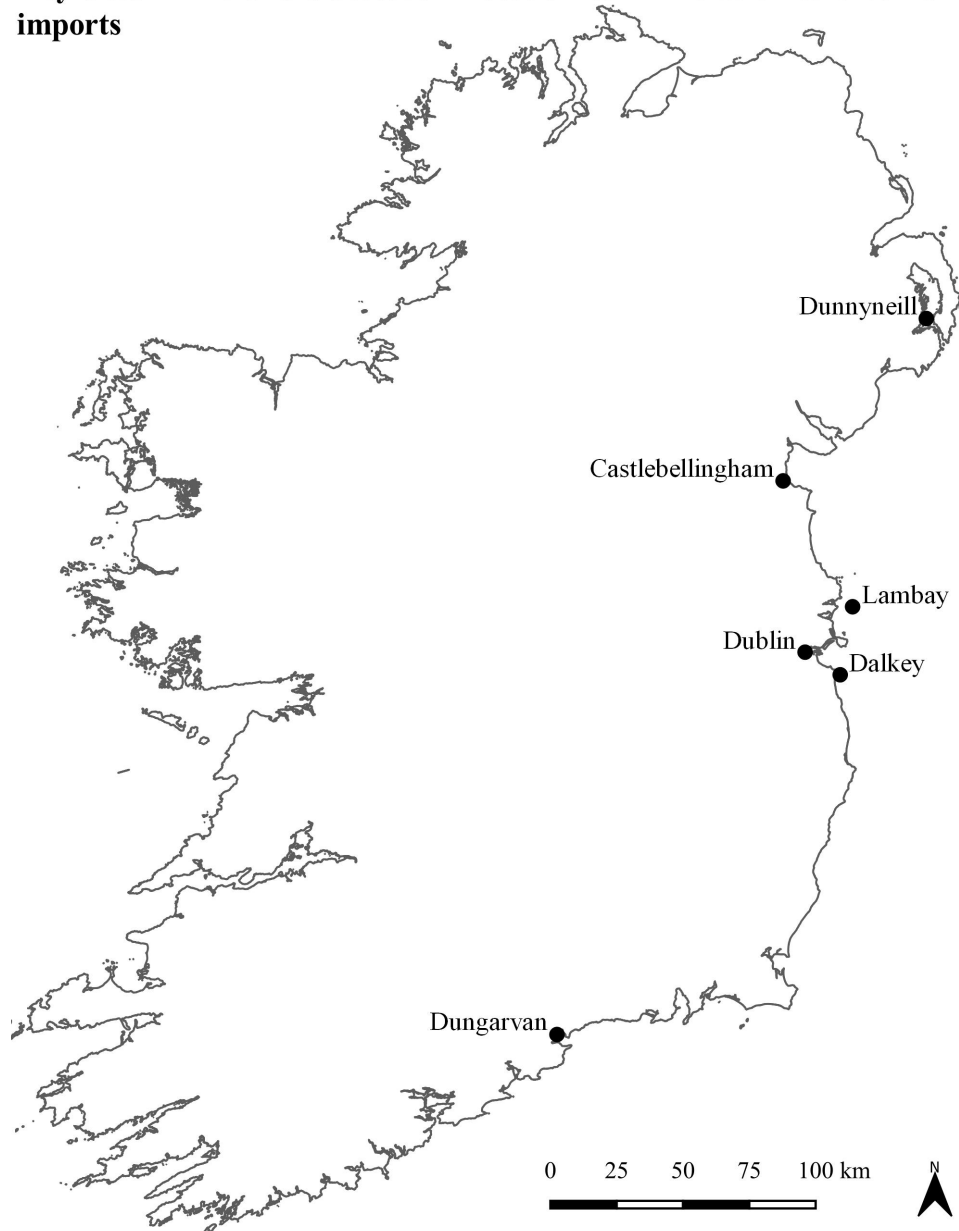 imports
Dunnyneill
Castlebellingham
Lambay
Dublin
Dalkey
Dungarvan
0 25 50 75 100 km
N